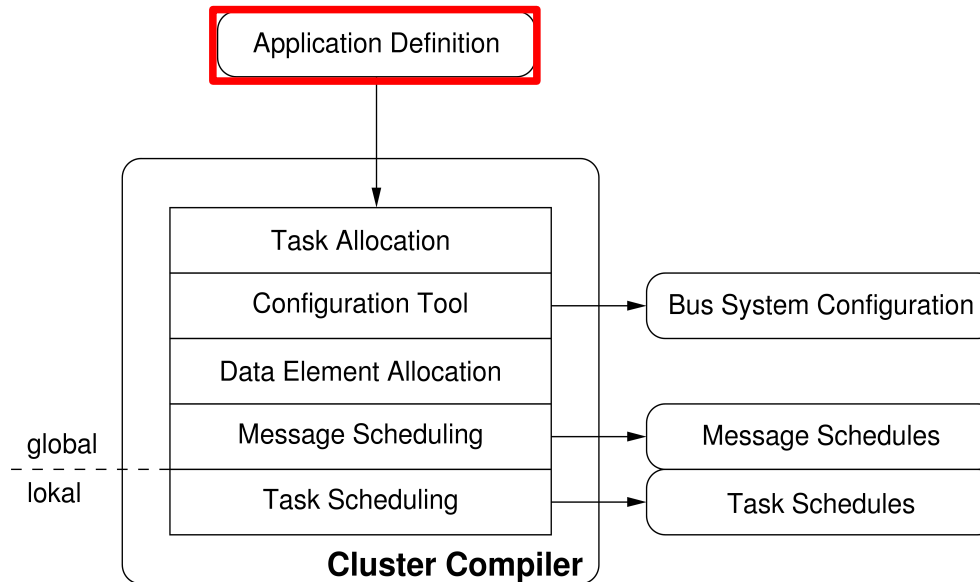 Application Definition
Task Allocation
Configuration Tool
Bus System Configuration
Data Element Allocation
Message Scheduling
Message Schedules
global
lokal
Task Scheduling
Task Schedules
Cluster Compiler